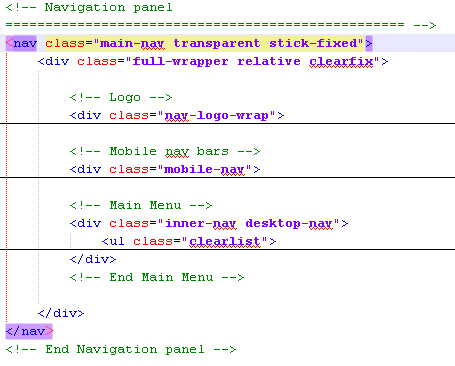 <!-- Navigation panel
================================================== -->
<nav class="main-nav transparent stick-fixed">
<div class="full-wrapper relative clearfix">
<!-- Logo -->
<div class="nav-logo-wrap">
<!-- Mobile nav bars -->
<div class="mobile-nav">
<!-- Main Menu -->
<div class="inner-nav desktop-nav">
<ul class="clearlist">
</div>
<!-- End Main Menu -->
</div>
</nav>
<!-- End Navigation panel -->